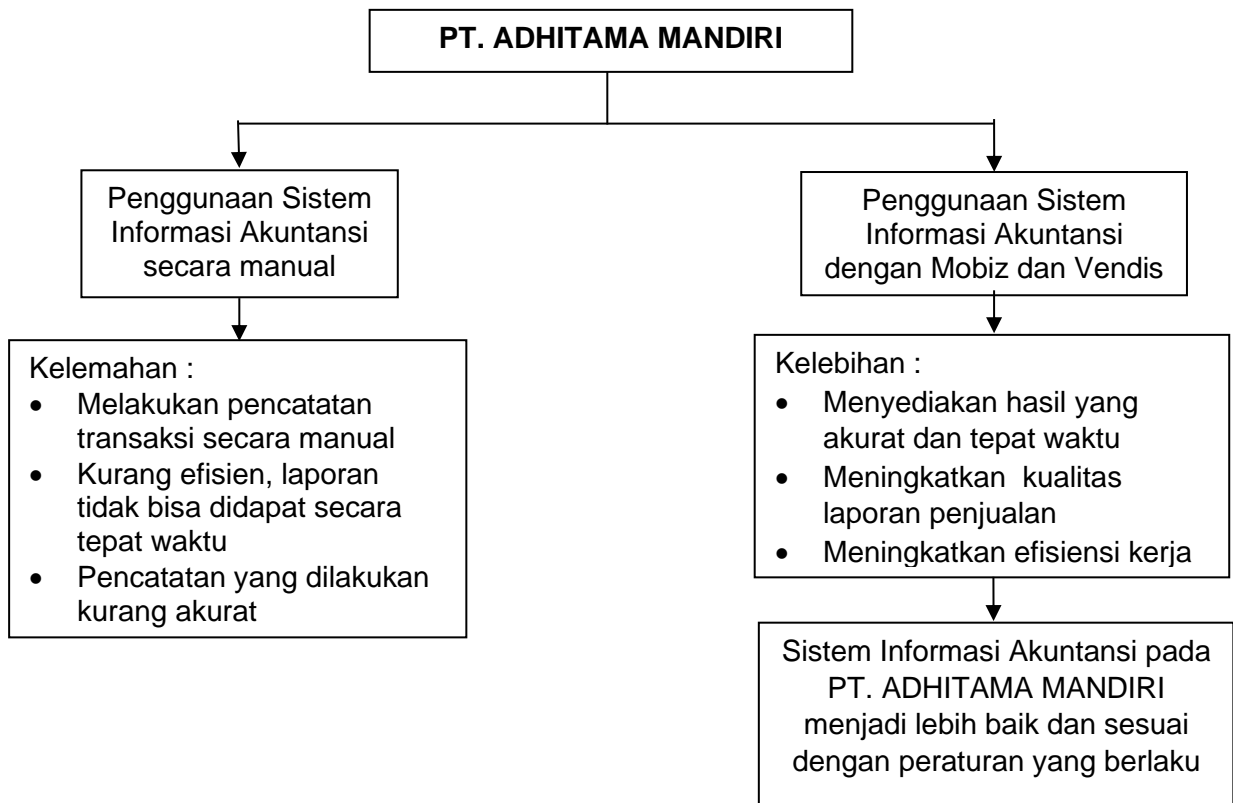 PT. ADHITAMA MANDIRI
Penggunaan Sistem
Informasi Akuntansi
secara manual
Penggunaan Sistem
Informasi Akuntansi
dengan Mobiz dan Vendis
Kelemahan :
• Melakukan pencatatan
transaksi secara manual
• Kurang efisien, laporan
tidak bisa didapat secara
tepat waktu
• Pencatatan yang dilakukan
kurang akurat
Kelebihan :
• Menyediakan hasil yang
akurat dan tepat waktu
• Meningkatkan kualitas
laporan penjualan
• Meningkatkan efisiensi kerja
Sistem Informasi Akuntansi pada
PT. ADHITAMA MANDIRI
menjadi lebih baik dan sesuai
dengan peraturan yang berlaku